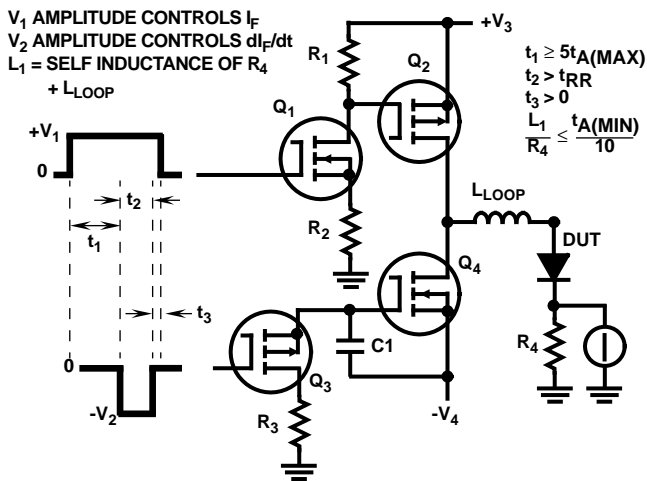 V1 AMPLITUDE CONTROLS IF
V2 AMPLITUDE CONTROLS dIF/dt
L1 = SELF INDUCTANCE OF R4
+ LLOOP
+V3
R1
Q2
t1 ≥ 5tA(MAX)
t2 > tRR
t3 > 0
L1/R4 ≤ tA(MIN)/10
Q1
+V1
0
t2
t1
R2
LLOOP
DUT
Q4
t3
R4
C1
0
Q3
-V2
R3
-V4